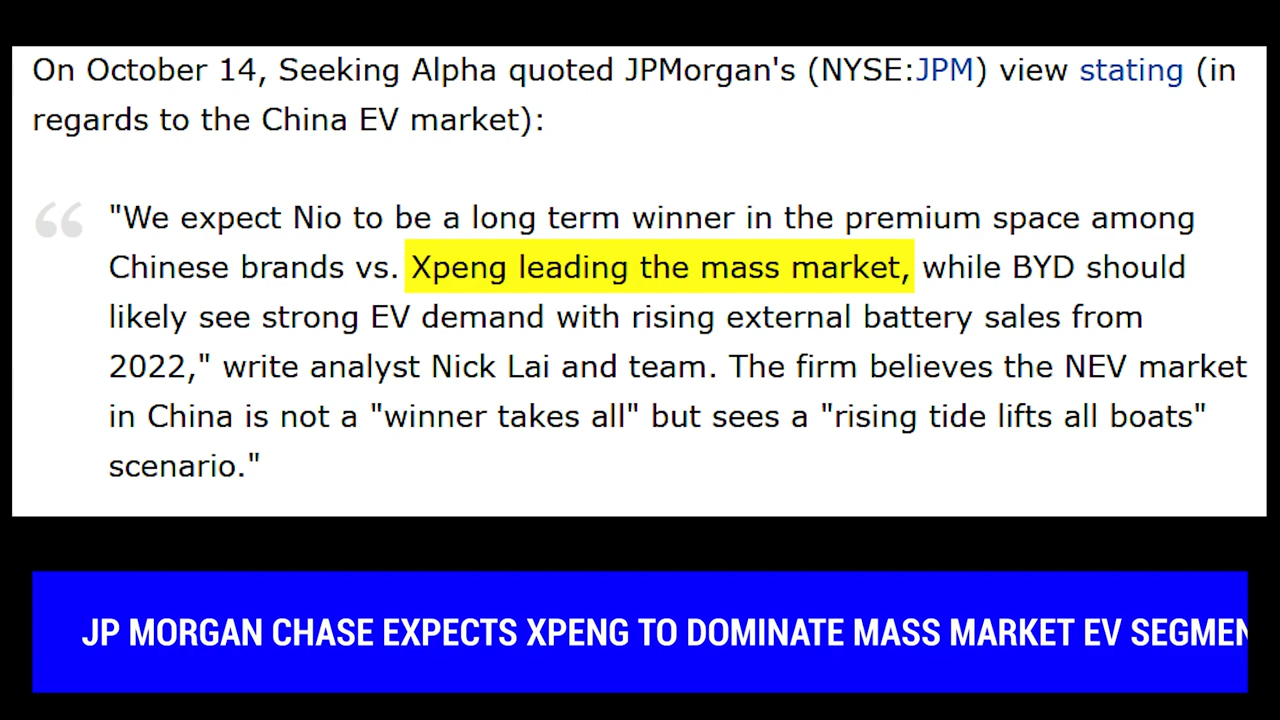 On October 14, Seeking Alpha quoted JPMorgan's (NYSE:JPM) view stating (in
regards to the China EV market):
"We expect Nio to be a long term winner in the premium space among
Chinese brands vs. Xpeng leading the mass market, while BYD should
likely see strong EV demand with rising external battery sales from
2022," write analyst Nick Lai and team. The firm believes the NEV market
in China is not a "winner takes all" but sees a "rising tide lifts all boats"
scenario."
JP MORGAN CHASE EXPECTS XPENG TO DOMINATE MASS MARKET EV SEGMEN